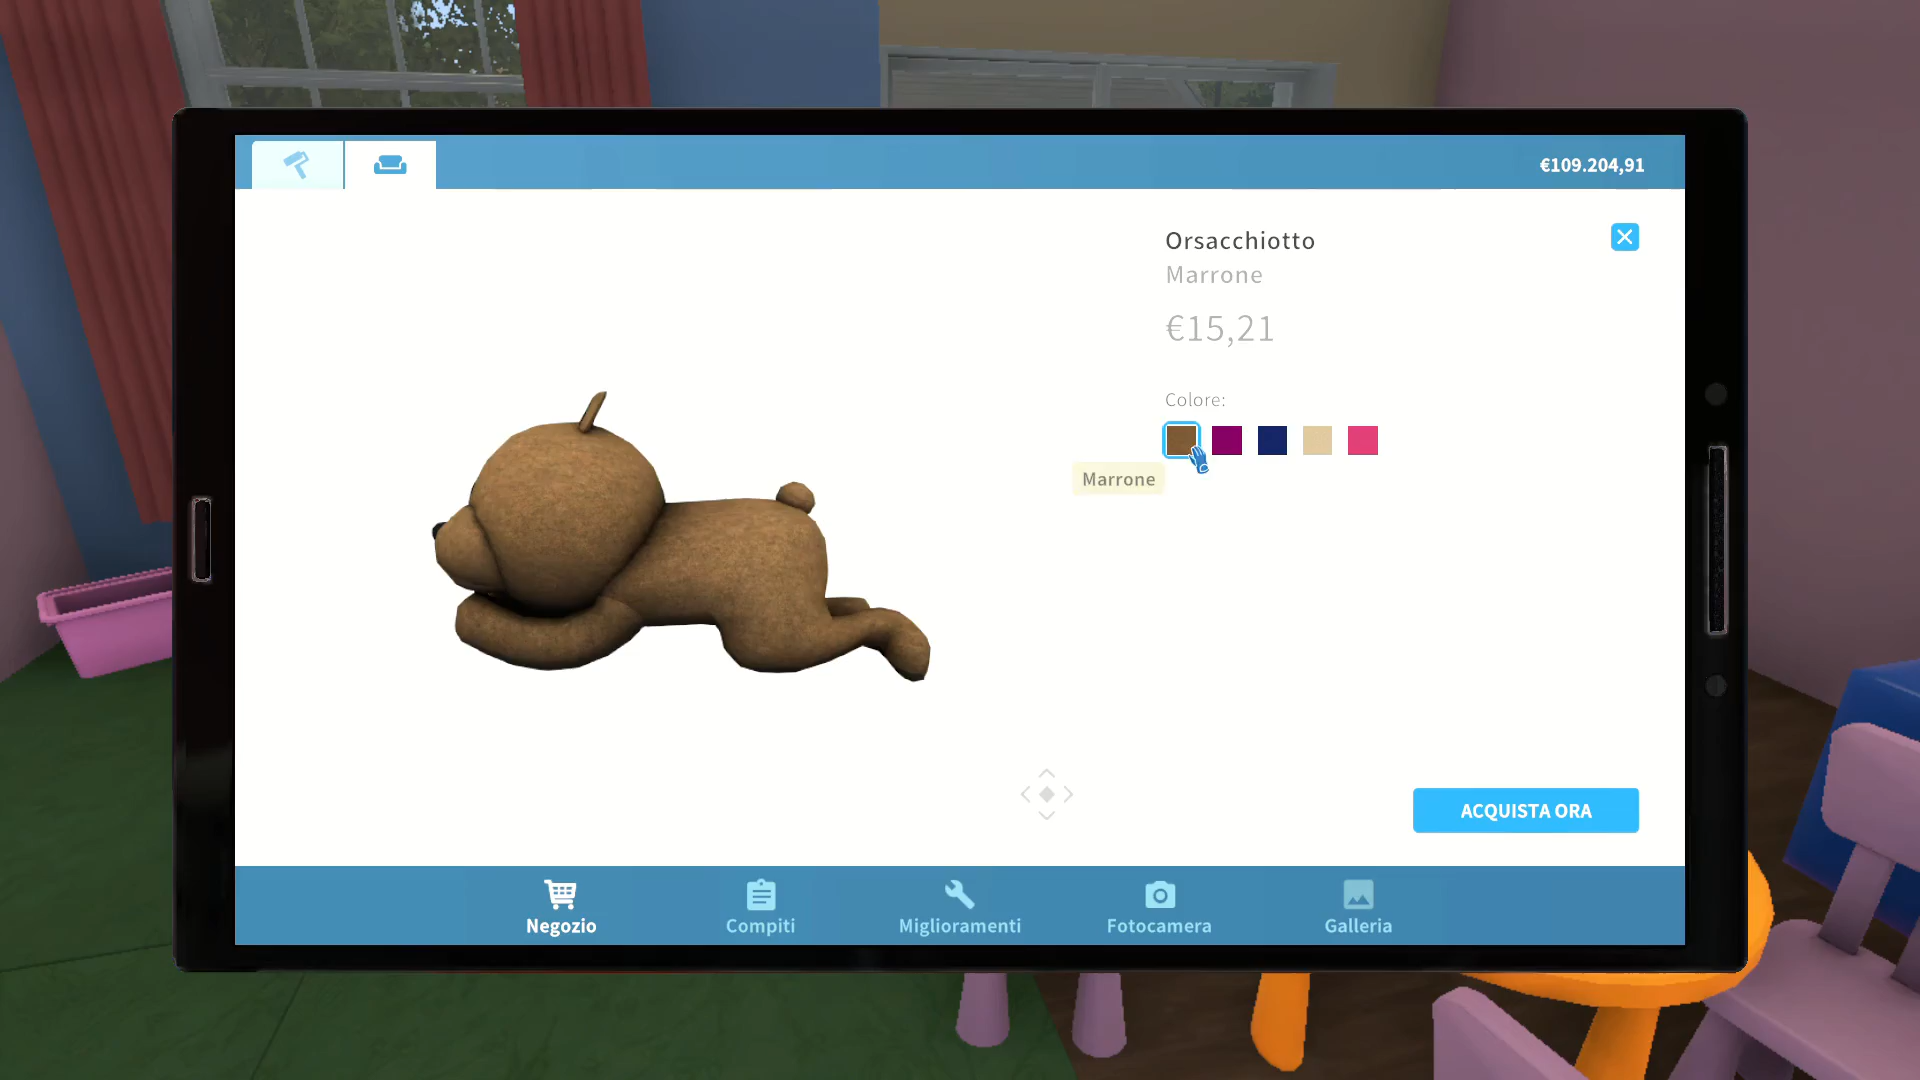 €109.204,91
Orsacchiotto
Marrone
€15,21
Colore:
Marrone
ACQUISTA ORA
Negozio
Compiti
Miglioramenti
Fotocamera
Galleria